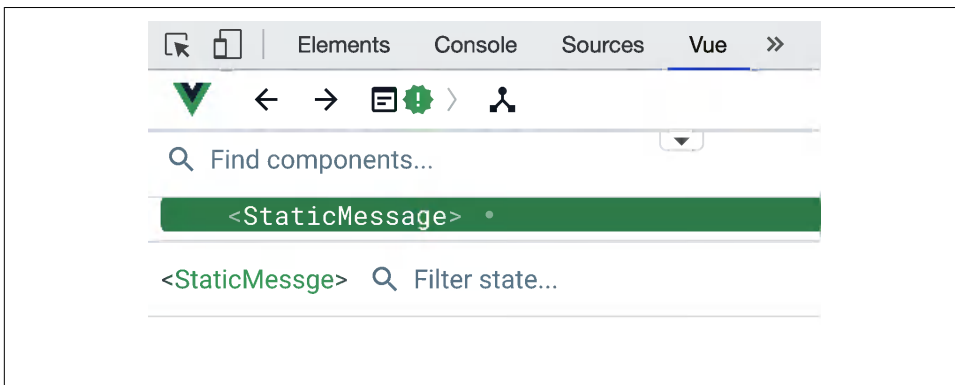 Elements Console Sources Vue »
Find components...
<StaticMessage> •
<StaticMessge> Filter state...